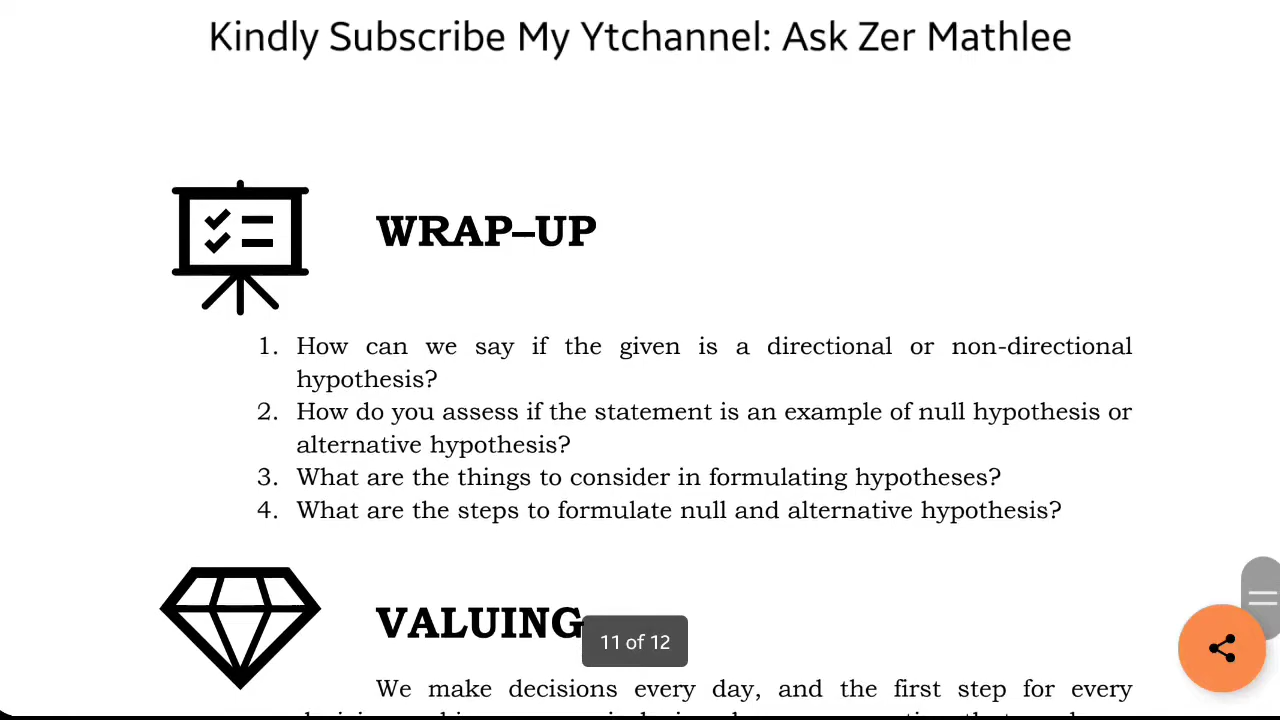 Kindly Subscribe My Ytchannel: Ask Zer Mathlee
WRAP–UP
1. How can we say if the given is a directional or non-directional
hypothesis?
2. How do you assess if the statement is an example of null hypothesis or
alternative hypothesis?
3. What are the things to consider in formulating hypotheses?
4. What are the steps to formulate null and alternative hypothesis?
VALUING
11 of 12
We make decisions every day, and the first step for every